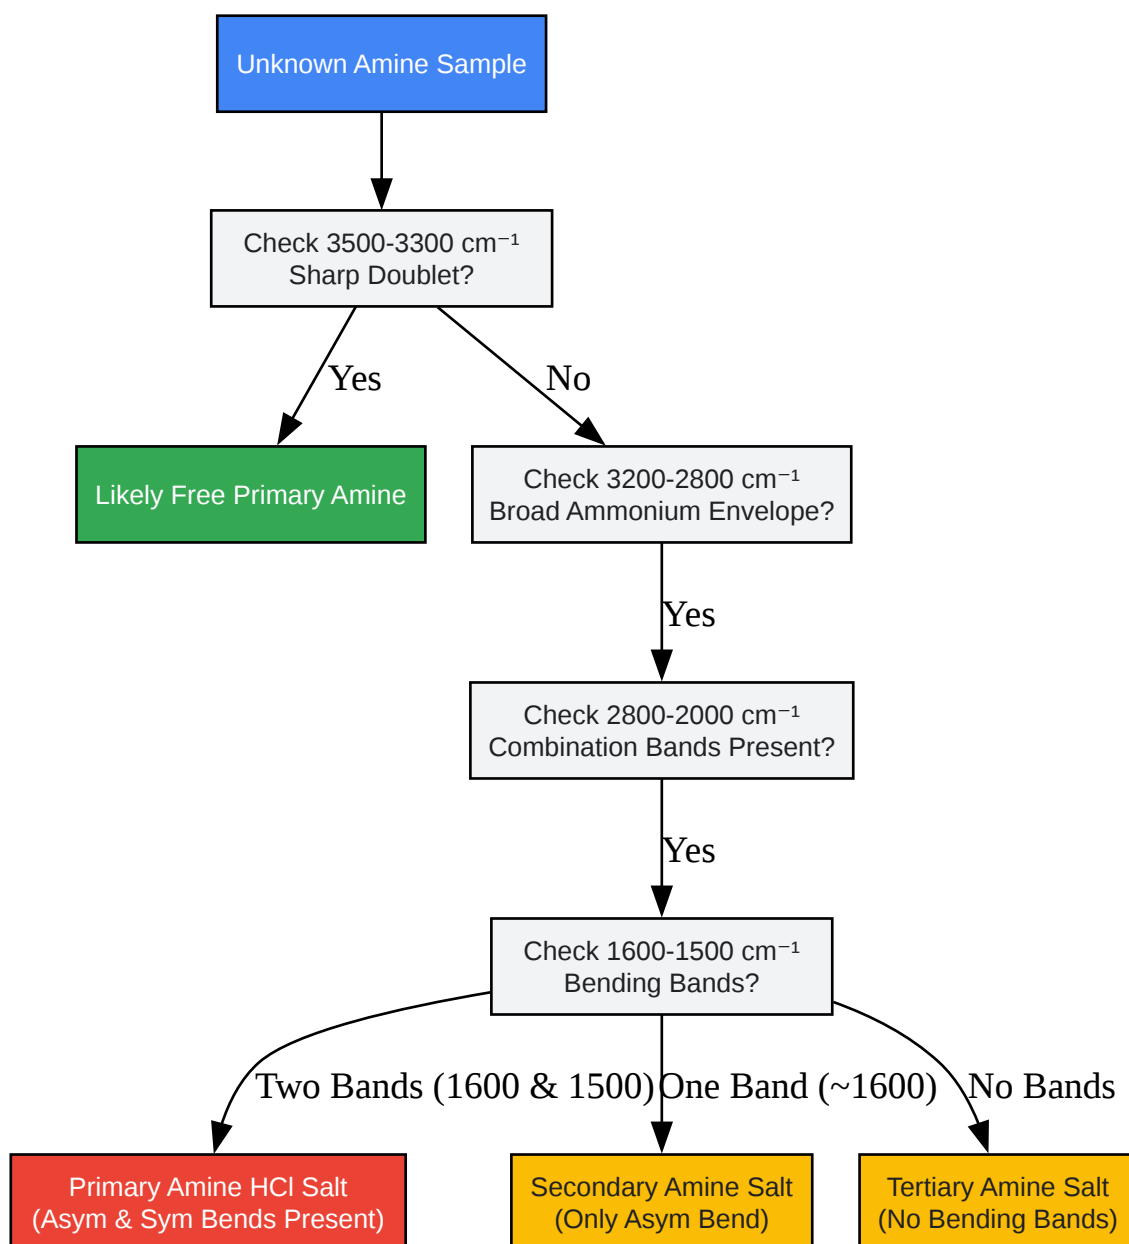 Unknown Amine Sample
Check 3500-3300 cm⁻¹
Sharp Doublet?
Yes
No
Likely Free Primary Amine
Check 3200-2800 cm⁻¹
Broad Ammonium Envelope?
Yes
Check 2800-2000 cm⁻¹
Combination Bands Present?
Yes
Check 1600-1500 cm⁻¹
Bending Bands?
Two Bands (1600 & 1500)
One Band (~1600)
No Bands
Primary Amine HCl Salt
(Asym & Sym Bends Present)
Secondary Amine Salt
(Only Asym Bend)
Tertiary Amine Salt
(No Bending Bands)